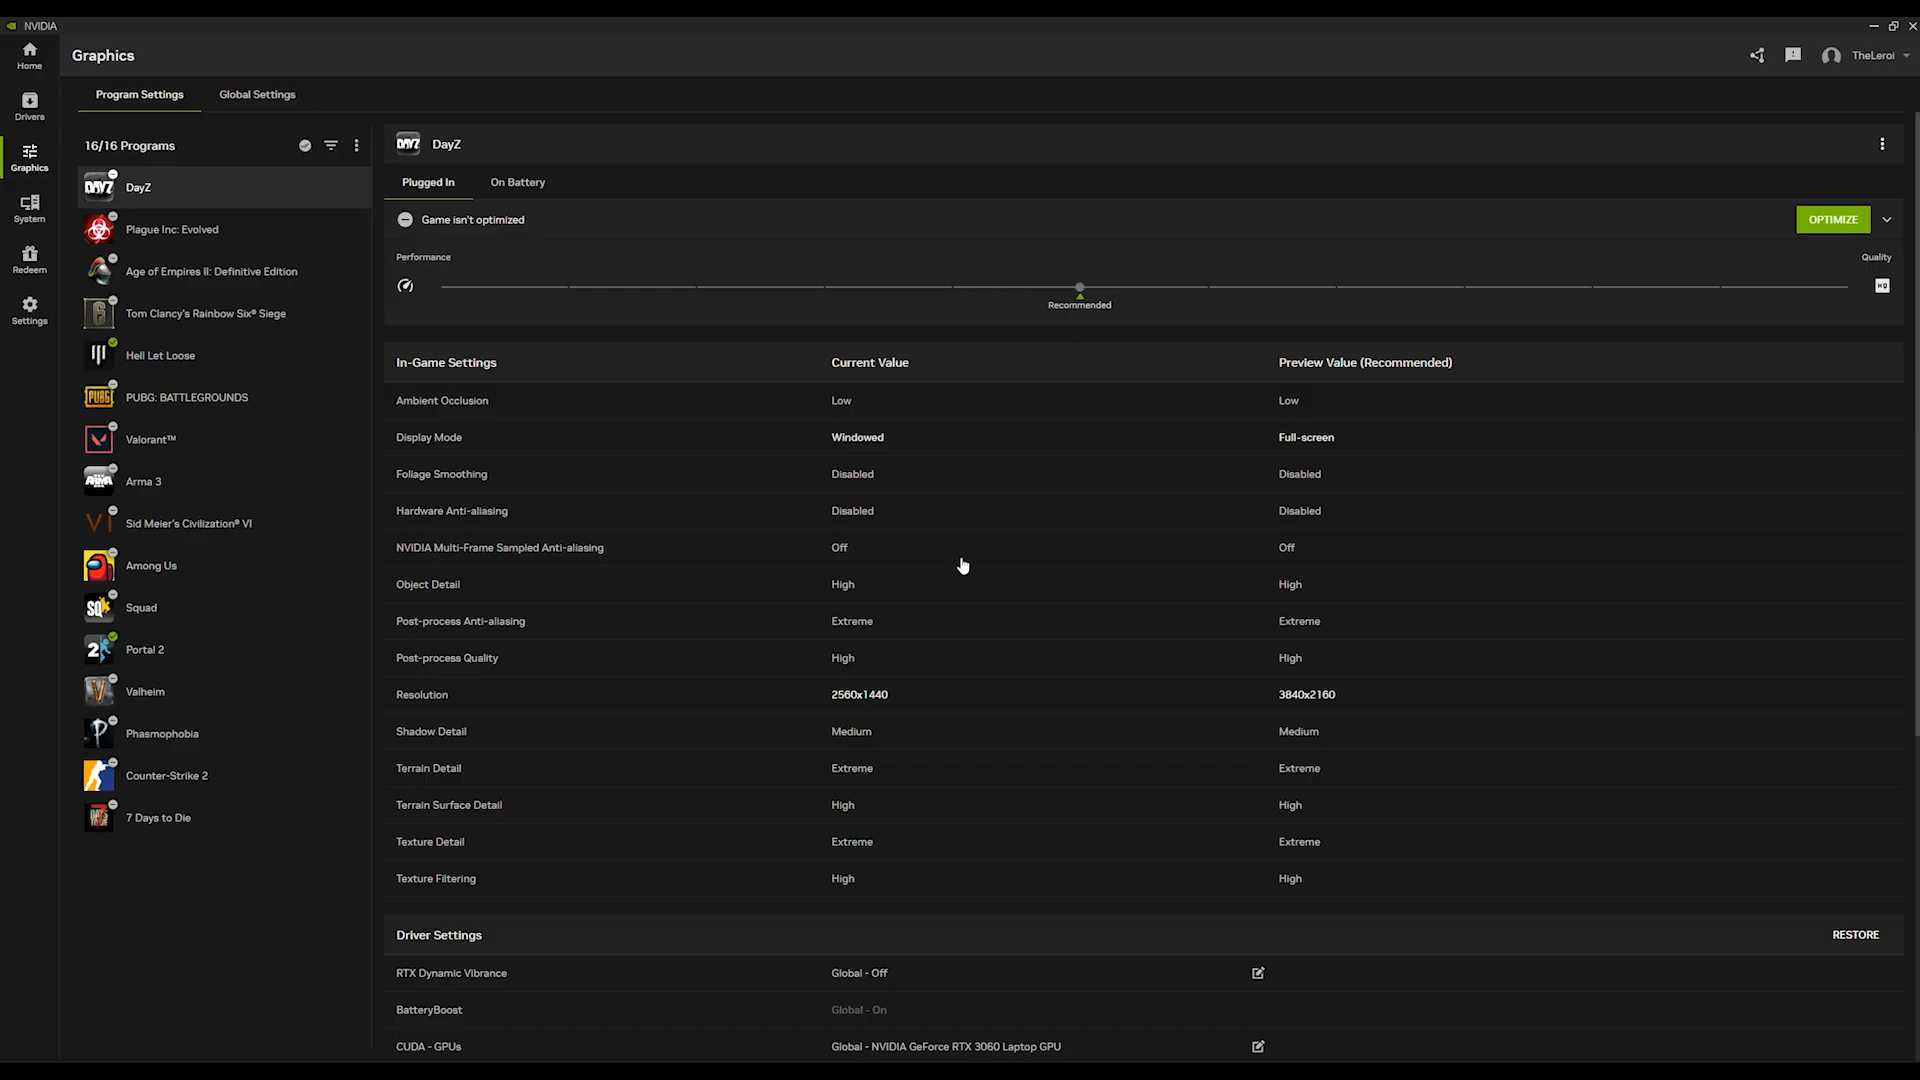 NVIDIA
Home
Graphics
TheLeroi
Drivers
Graphics
System
Redeem
Settings
Program Settings
Global Settings
16/16 Programs
DayZ
Plague Inc: Evolved
Age of Empires II: Definitive Edition
Tom Clancy's Rainbow Six® Siege
Hell Let Loose
PUBG: BATTLEGROUNDS
Valorant™
Arma 3
Sid Meier's Civilization® VI
Among Us
Squad
Portal 2
Valheim
Phasmophobia
Counter-Strike 2
7 Days to Die
DAYZ
DayZ
Plugged In
On Battery
Game isn't optimized
OPTIMIZE
Performance
Quality
HQ
Recommended
In-Game Settings Current Value Preview Value (Recommended)
Ambient Occlusion Low Low
Display Mode Windowed Full-screen
Foliage Smoothing Disabled Disabled
Hardware Anti-aliasing Disabled Disabled
NVIDIA Multi-Frame Sampled Anti-aliasing Off Off
Object Detail High High
Post-process Anti-aliasing Extreme Extreme
Post-process Quality High High
Resolution 2560x1440 3840x2160
Shadow Detail Medium Medium
Terrain Detail Extreme Extreme
Terrain Surface Detail High High
Texture Detail Extreme Extreme
Texture Filtering High High
Driver Settings RESTORE
RTX Dynamic Vibrance Global - Off
BatteryBoost Global - On
CUDA - GPUs Global - NVIDIA GeForce RTX 3060 Laptop GPU